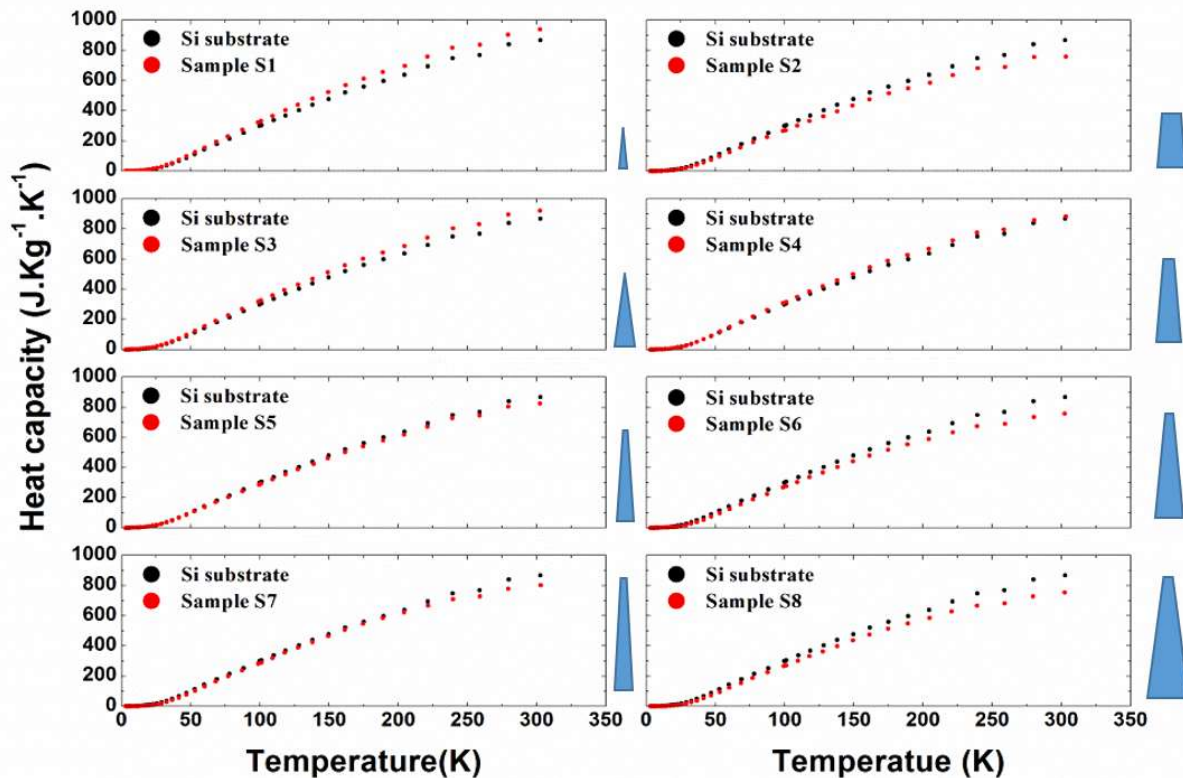 1000
800
600
400
200
0
Si substrate
Sample S1
Si substrate
Sample S2
1000
800
600
400
200
0
Si substrate
Sample S3
Si substrate
Sample S4
1000
800
600
400
200
0
Si substrate
Sample S5
Si substrate
Sample S6
1000
800
600
400
200
0
Si substrate
Sample S7
Si substrate
Sample S8
0 50 100 150 200 250 300 350
50 100 150 200 250 300 350
Heat capacity (J.Kg-1.K-1)
Temperature(K)
Temperatue (K)